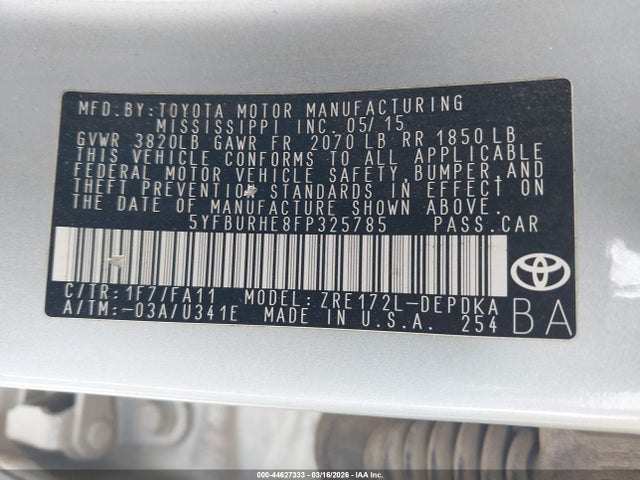 MFD. BY: TOYOTA MOTOR MANUFACTURING
MISSISSIPPI INC. 05/15
GVWR 3820LB GAWR FR 2070 LB RR 1850 LB
THIS VEHICLE CONFORMS TO ALL APPLICABLE
FEDERAL MOTOR VEHICLE SAFETY, BUMPER, AND
THEFT PREVENTION STANDARDS IN EFFECT ON
THE DATE OF MANUFACTURE SHOWN ABOVE.
5YFBURHE8FP325785 PASS. CAR
C/TR: 1F7/FA11 MODEL: ZRE172L-DEPDKA
A/TM: -03A/U341E MADE IN U.S.A. 254
BA
000-44627333 - 03/16/2026 - IAA Inc.